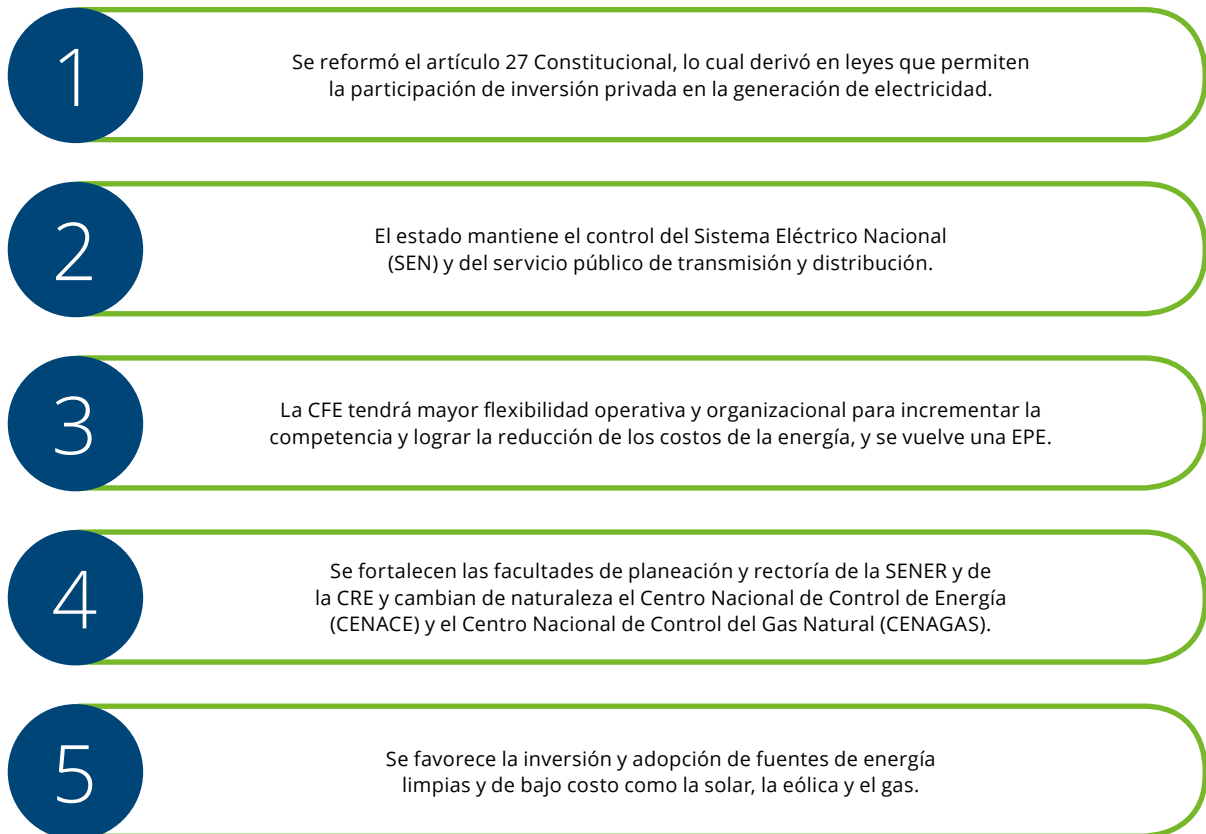 1
Se reformó el artículo 27 Constitucional, lo cual derivó en leyes que permiten
la participación de inversión privada en la generación de electricidad.
2
El estado mantiene el control del Sistema Eléctrico Nacional
(SEN) y del servicio público de transmisión y distribución.
3
La CFE tendrá mayor flexibilidad operativa y organizacional para incrementar la
competencia y lograr la reducción de los costos de la energía, y se vuelve una EPE.
4
Se fortalecen las facultades de planeación y rectoría de la SENER y de
la CRE y cambian de naturaleza el Centro Nacional de Control de Energía
(CENACE) y el Centro Nacional de Control del Gas Natural (CENAGAS).
5
Se favorece la inversión y adopción de fuentes de energía
limpias y de bajo costo como la solar, la eólica y el gas.